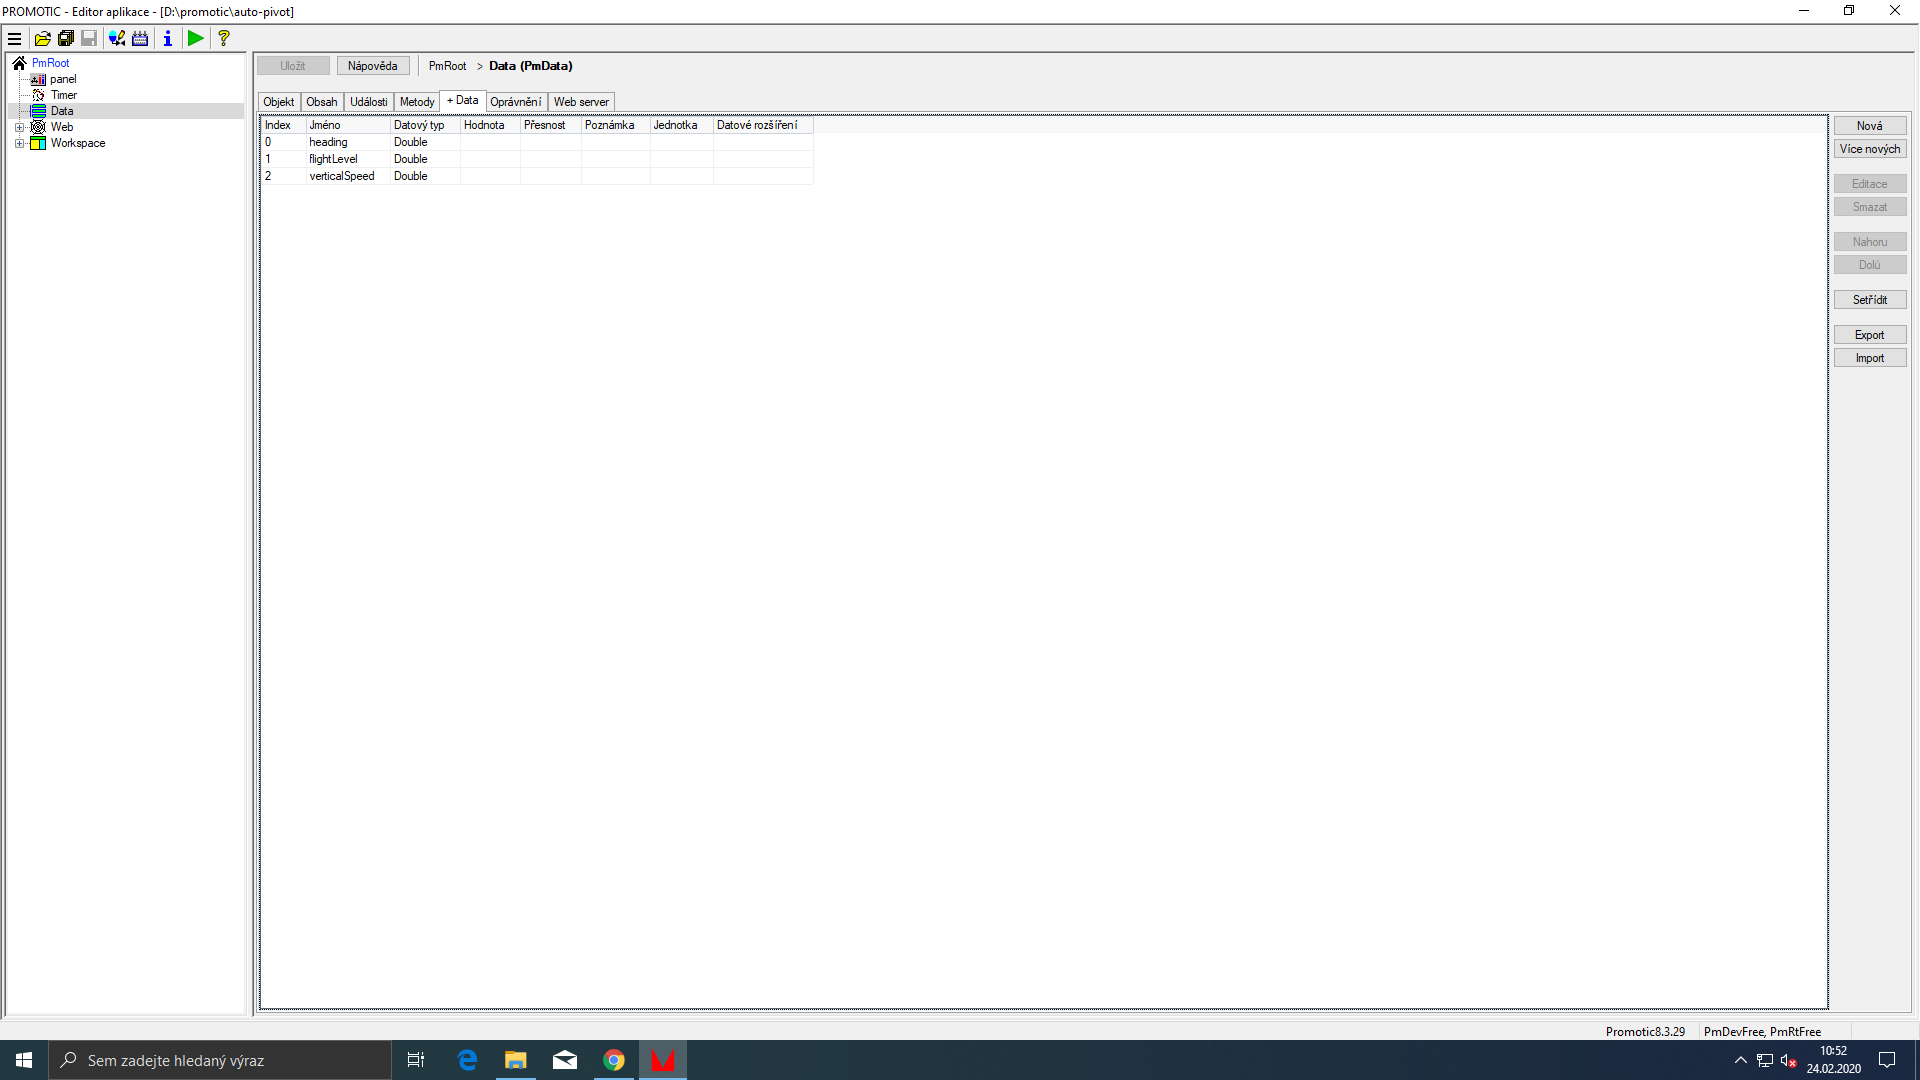 PROMOTIC - Editor aplikace - [D:\promotic\auto-pivot]
PmRoot
panel
Timer
Data
Web
Workspace
Uložit Nápověda PmRoot > Data (PmData)
Objekt Obsah Události Metody + Data Oprávnění Web server
Index Jméno Datový typ Hodnota Přesnost Poznámka Jednotka Datové rozšíření
0 heading Double
1 flightLevel Double
2 verticalSpeed Double
Nová
Více nových
Editace
Smazat
Nahoru
Dolů
Setřídit
Export
Import
Promotic8.3.29 PmDevFree, PmRtFree
Sem zadejte hledaný výraz
10:52
24.02.2020